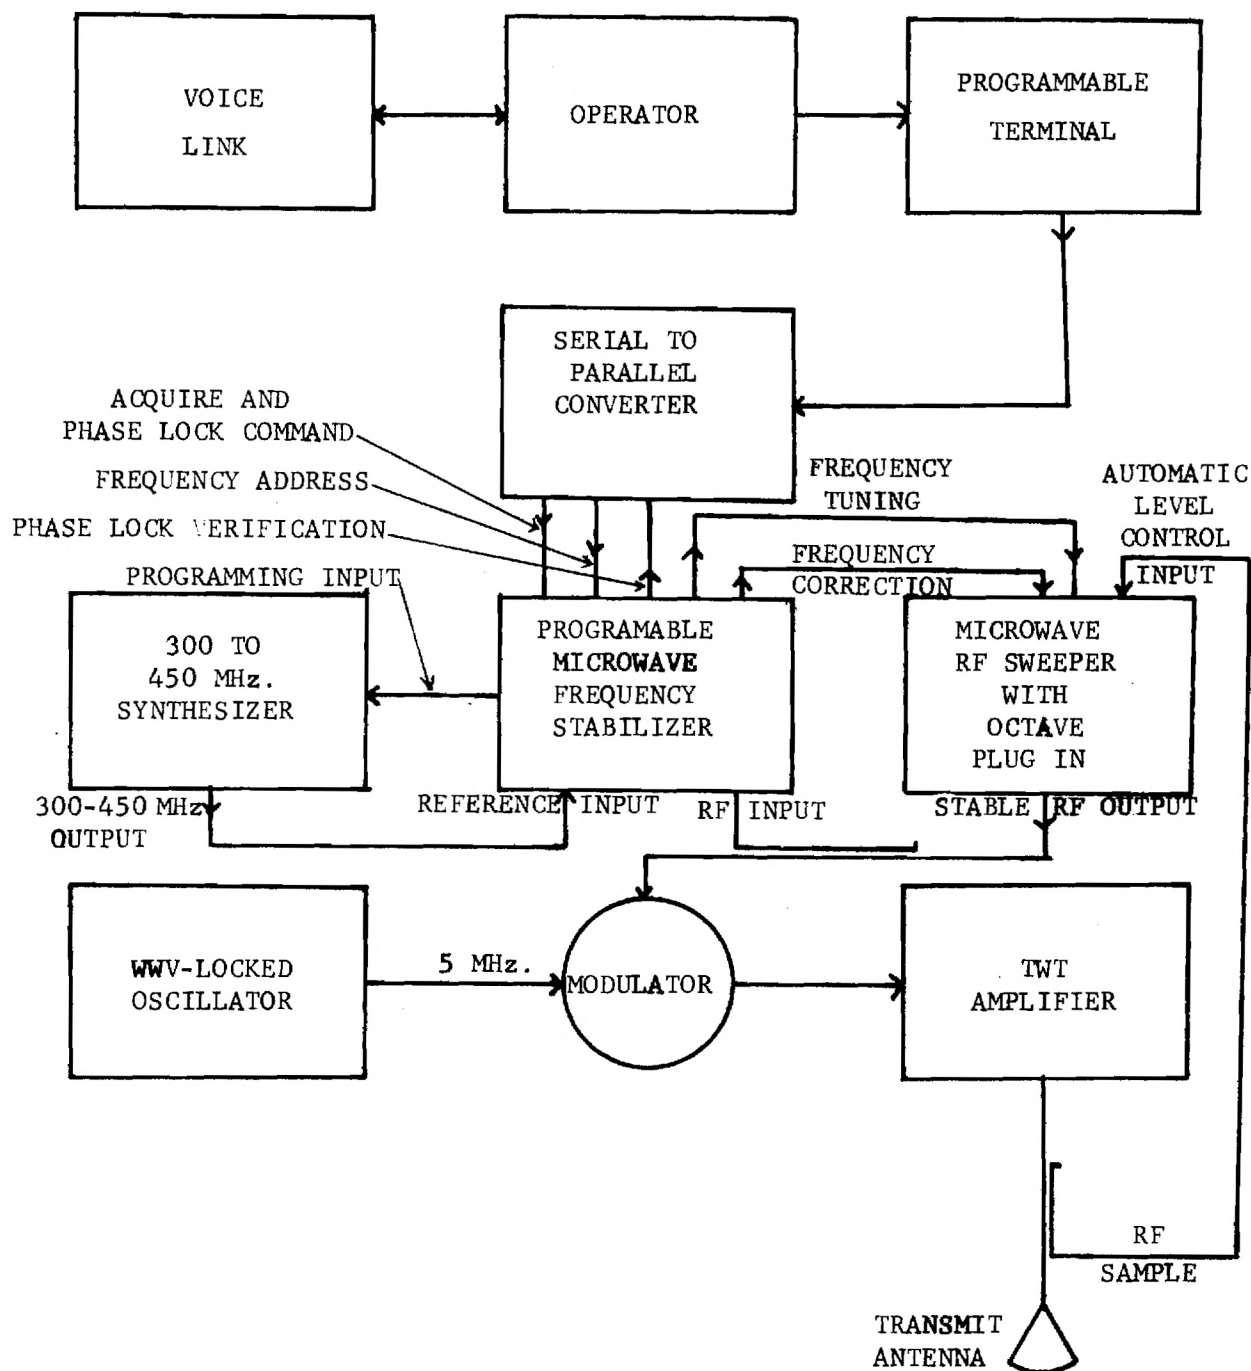 VOICE
LINK
OPERATOR
PROGRAMMABLE
TERMINAL
SERIAL TO
PARALLEL
CONVERTER
ACQUIRE AND
PHASE LOCK COMMAND
FREQUENCY ADDRESS
PHASE LOCK VERIFICATION
PROGRAMMING INPUT
FREQUENCY
TUNING
FREQUENCY
CORRECTION
AUTOMATIC
LEVEL
CONTROL
INPUT
300 TO
450 MHz.
SYNTHESIZER
PROGRAMABLE
MICROWAVE
FREQUENCY
STABILIZER
MICROWAVE
RF SWEEPER
WITH
OCTAVE
PLUG IN
300-450 MHz
OUTPUT
REFERENCE INPUT
RF INPUT
STABLE RF OUTPUT
WWV-LOCKED
OSCILLATOR
5 MHz.
MODULATOR
TWT
AMPLIFIER
RF
SAMPLE
TRANSMIT
ANTENNA